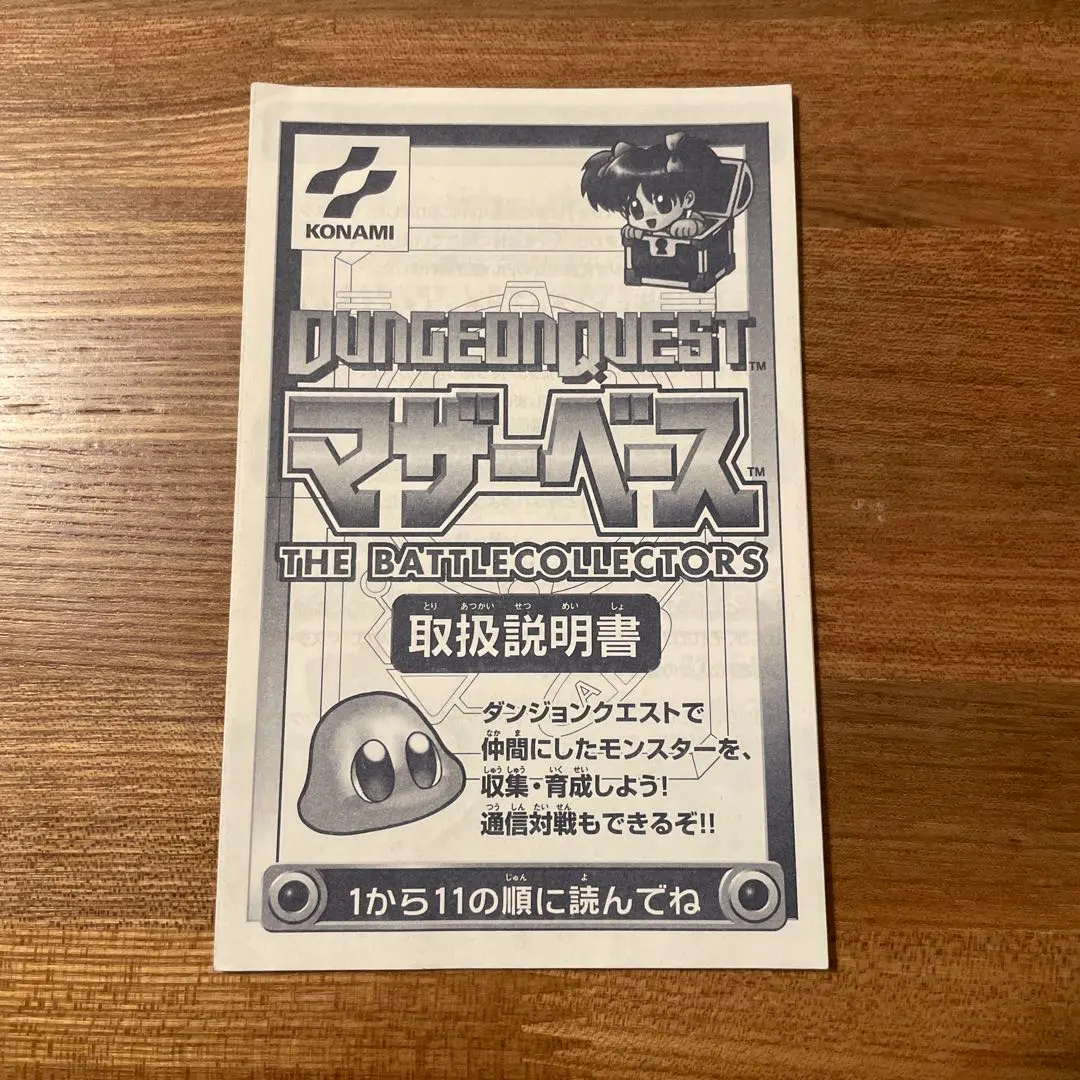 KONAMI
DUNGEONQUEST™
マザーベース™
THE BATTLECOLLECTORS
とり あつかい せつ めい しょ
取扱説明書
ダンジョンクエストで
なか ま
仲間にしたモンスターを、
しゅう しゅう いく せい
収集・育成しよう!
つう しん たい せん
通信対戦もできるぞ!!
じゅん よ
1から11の順に読んでね